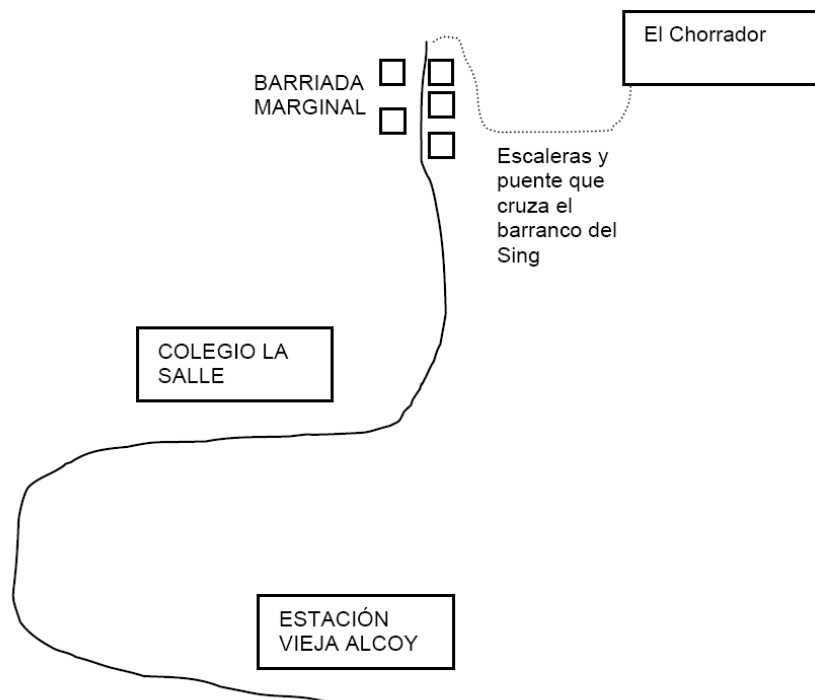 El Chorrador
BARRIADA
MARGINAL
Escaleras y
puente que
cruza el
barranco del
Sing
COLEGIO LA
SALLE
ESTACIÓN
VIEJA ALCOY